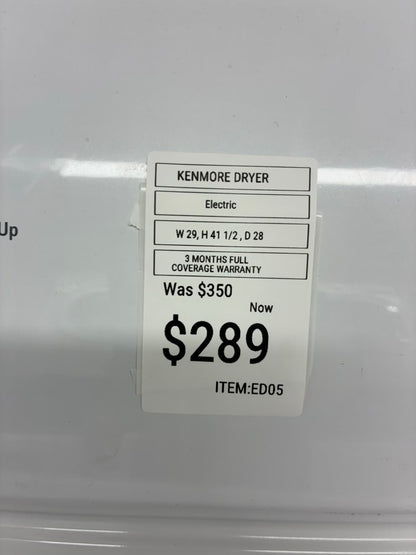 Up
KENMORE DRYER
Electric
W 29, H 41 1/2 , D 28
3 MONTHS FULL
COVERAGE WARRANTY
Was $350
Now
$289
ITEM:ED05